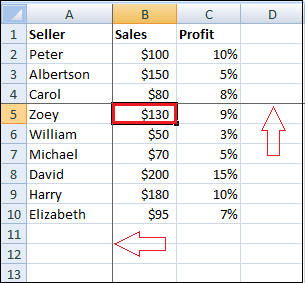 A B C D
1 Seller Sales Profit
2 Peter $100 10%
3 Albertson $150 5%
4 Carol $80 8%
5 Zoey $130 9%
6 William $50 3%
7 Michael $70 5%
8 David $200 15%
9 Harry $180 10%
10 Elizabeth $95 7%
11
12
13